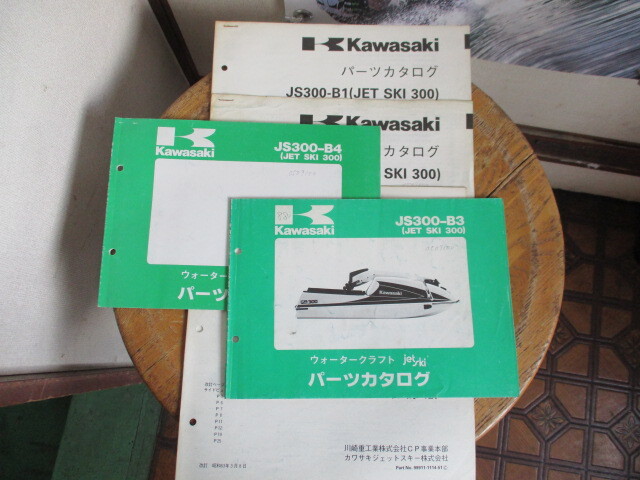 Kawasaki
パーツカタログ
JS300-B1(JET SKI 300)
Kawasaki
カタログ
SKI 300)
Kawasaki
JS300-B4
(JET SKI 300)
ウォーター
パーツ
Kawasaki
JS300-B3
(JET SKI 300)
Kawasaki
ウォータークラフト jet ski
パーツカタログ
川崎重工業株式会社CP事業本部
カワサキジェットスキー株式会社